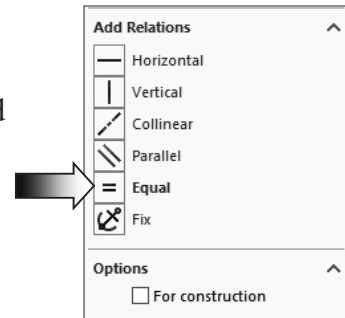 d
Add Relations
Horizontal
Vertical
Collinear
Parallel
= Equal
Fix
Options
For construction